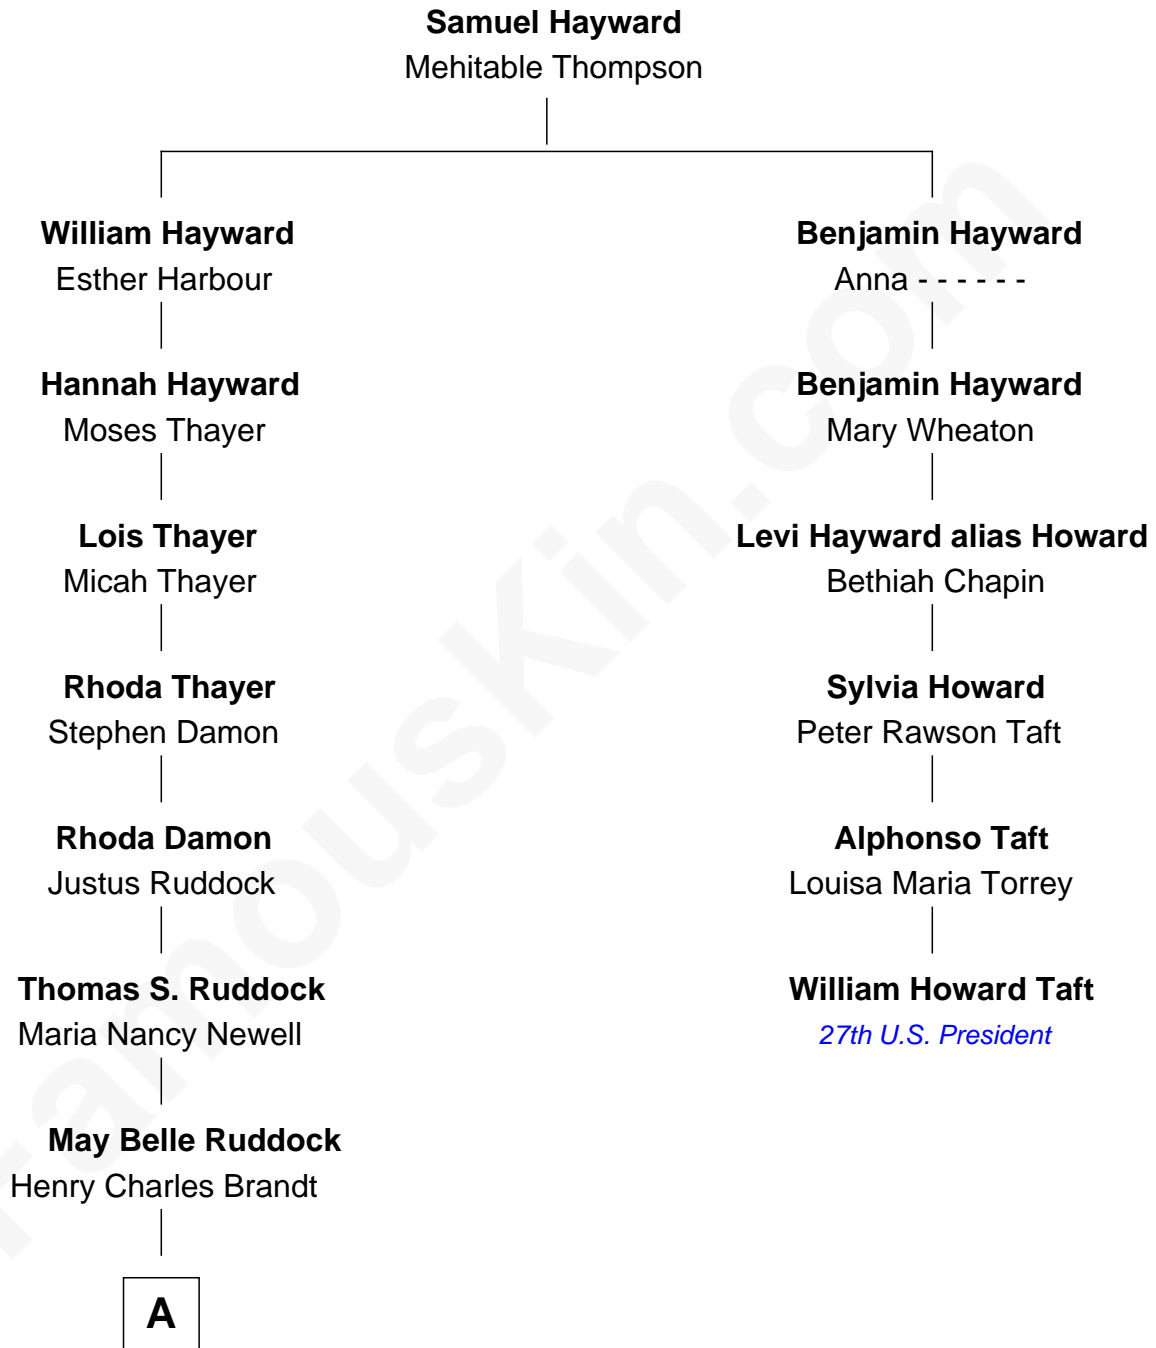 Samuel Hayward
Mehitable Thompson
William Hayward
Esther Harbour
Hannah Hayward
Moses Thayer
Lois Thayer
Micah Thayer
Rhoda Thayer
Stephen Damon
Rhoda Damon
Justus Ruddock
Thomas S. Ruddock
Maria Nancy Newell
May Belle Ruddock
Henry Charles Brandt
A
Benjamin Hayward
Anna - - - - - -
Benjamin Hayward
Mary Wheaton
Levi Hayward alias Howard
Bethiah Chapin
Sylvia Howard
Peter Rawson Taft
Alphonso Taft
Louisa Maria Torrey
William Howard Taft
27th U.S. President
FamousKin.com